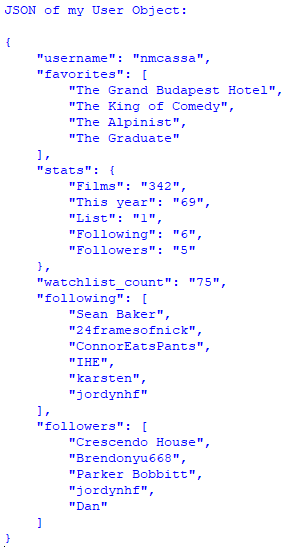 JSON of my User Object:

{
    "username": "nmcassa",
    "favorites": [
        "The Grand Budapest Hotel",
        "The King of Comedy",
        "The Alpinist",
        "The Graduate"
    ],
    "stats": {
        "Films": "342",
        "This year": "69",
        "List": "1",
        "Following": "6",
        "Followers": "5"
    },
    "watchlist_count": "75",
    "following": [
        "Sean Baker",
        "24framesofnick",
        "ConnorEatsPants",
        "IHE",
        "karsten",
        "jordynhf"
    ],
    "followers": [
        "Crescendo House",
        "Brendonyu668",
        "Parker Bobbitt",
        "jordynhf",
        "Dan"
    ]
}